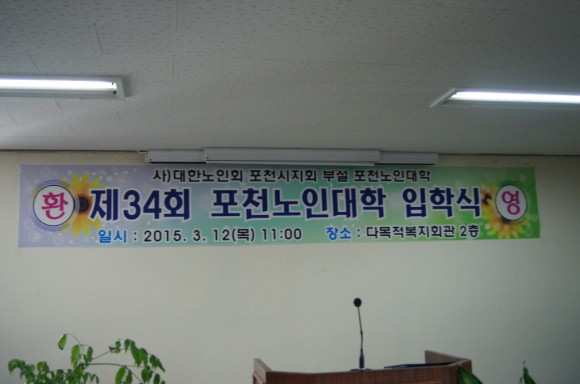 사)대한노인회 포천시지회 부설 포천노인대학
환 제34회 포천노인대학 입학식 영
일시 : 2015. 3. 12(목) 11:00 장소 : 다목적복지회관 2층